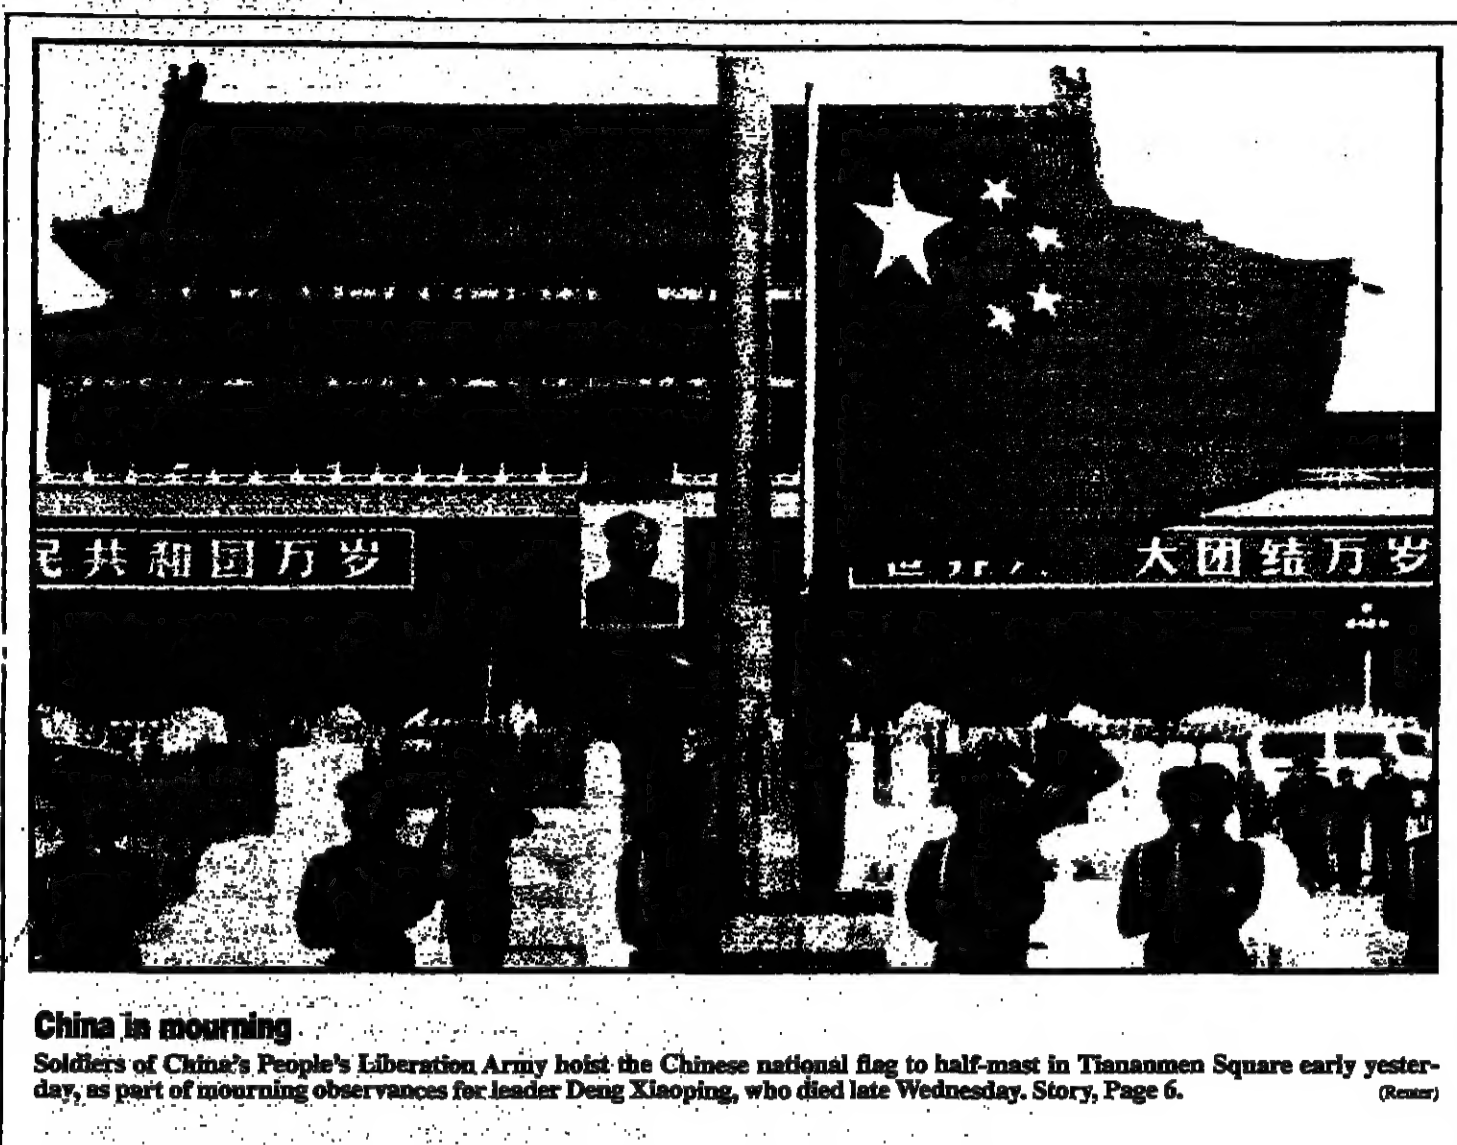 民共和国万岁
大团结万岁
China in mourning
Soldiers of China's People's Liberation Army hoist the Chinese national flag to half-mast in Tiananmen Square early yester-
day, as part of mourning observances for leader Deng Xiaoping, who died late Wednesday. Story, Page 6.
(Reuter)